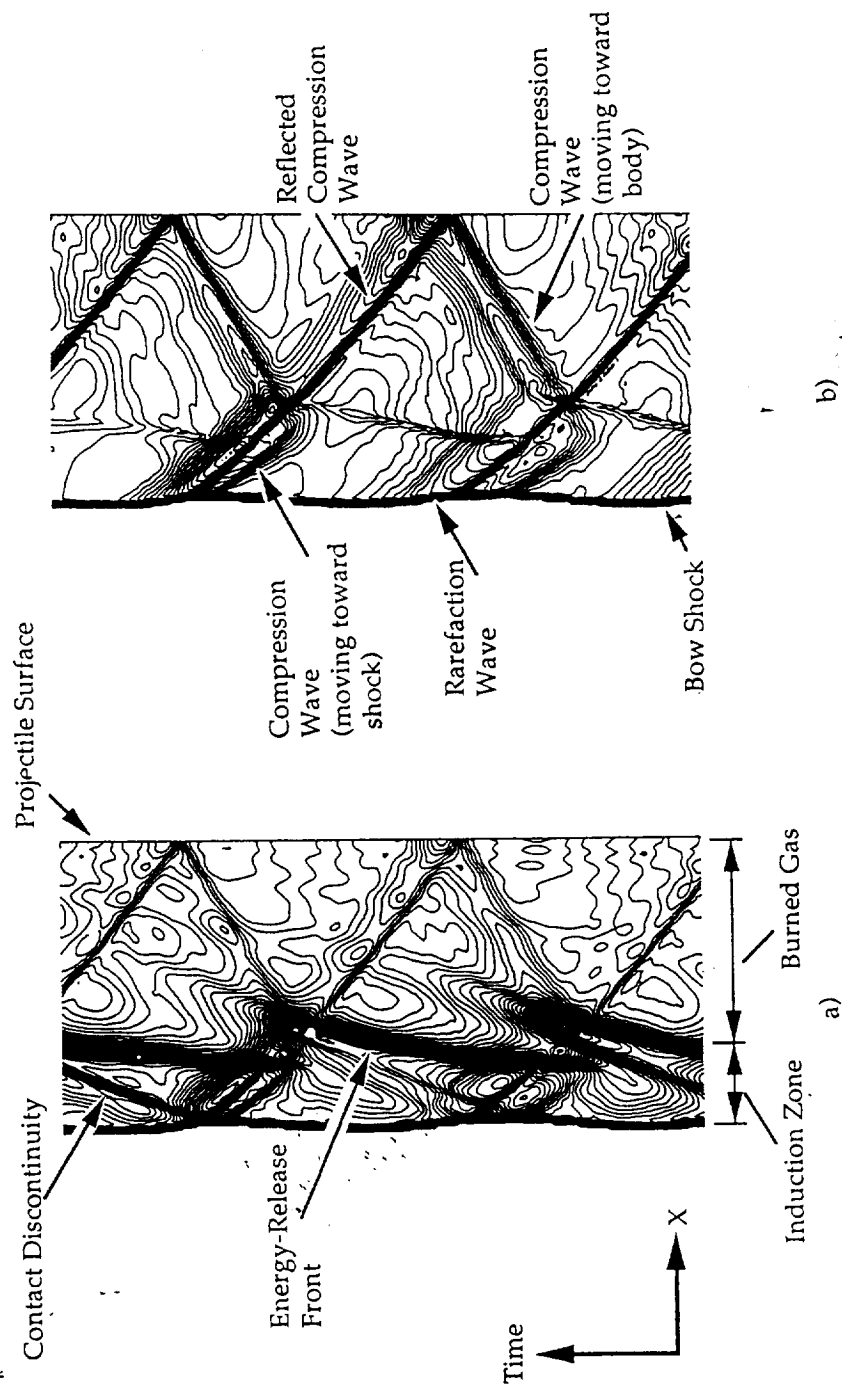 Contact Discontinuity
Projectile Surface
Energy-Release
Front
Time
X
Induction Zone
Burned Gas
a)
Compression
Wave
(moving toward
shock)
Rarefaction
Wave
Bow Shock
Reflected
Compression
Wave
Compression
Wave
(moving toward
body)
b)